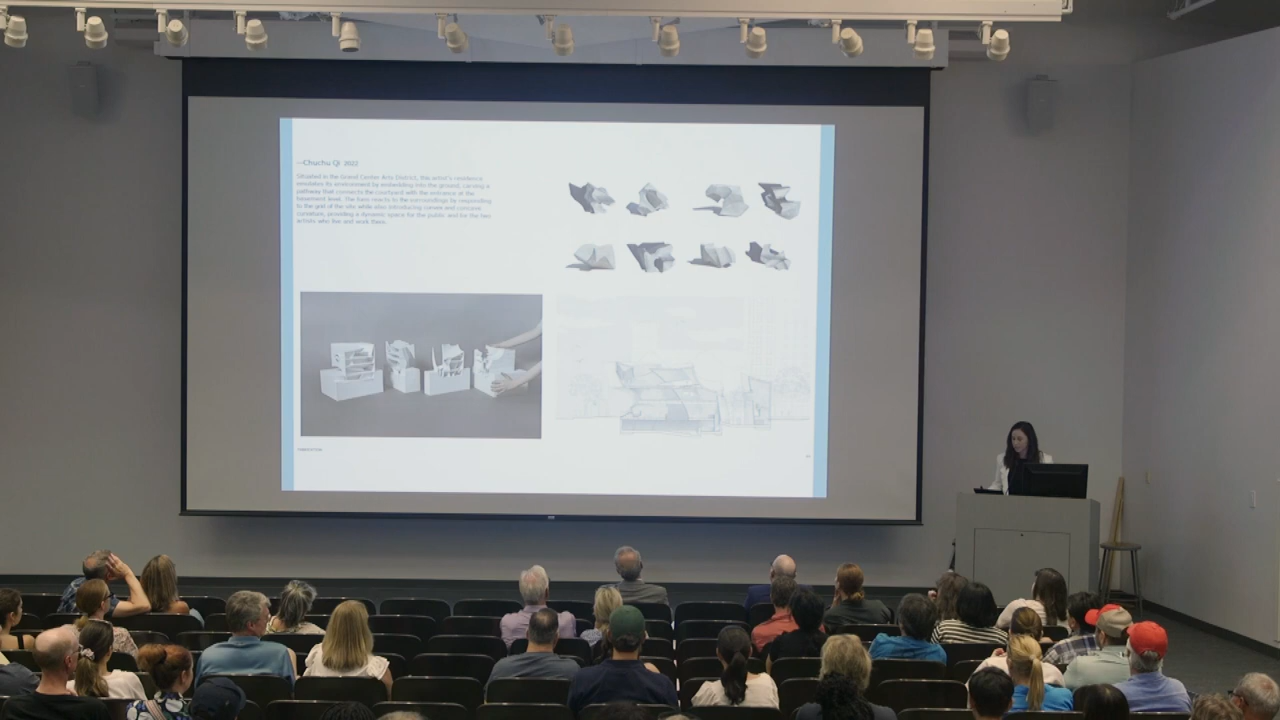 —Chuchu Qi 2022
Situated in the Grand Center Arts District, this artist's residence
emulates its environment by embedding into the ground, carving a
pathway that connects the courtyard with the entrance at the
basement level. The form reacts to the surroundings by responding
to the grid of the site while also introducing curves and concave
curvature, providing a dynamic space for the public and for the two
artists who live and work there.